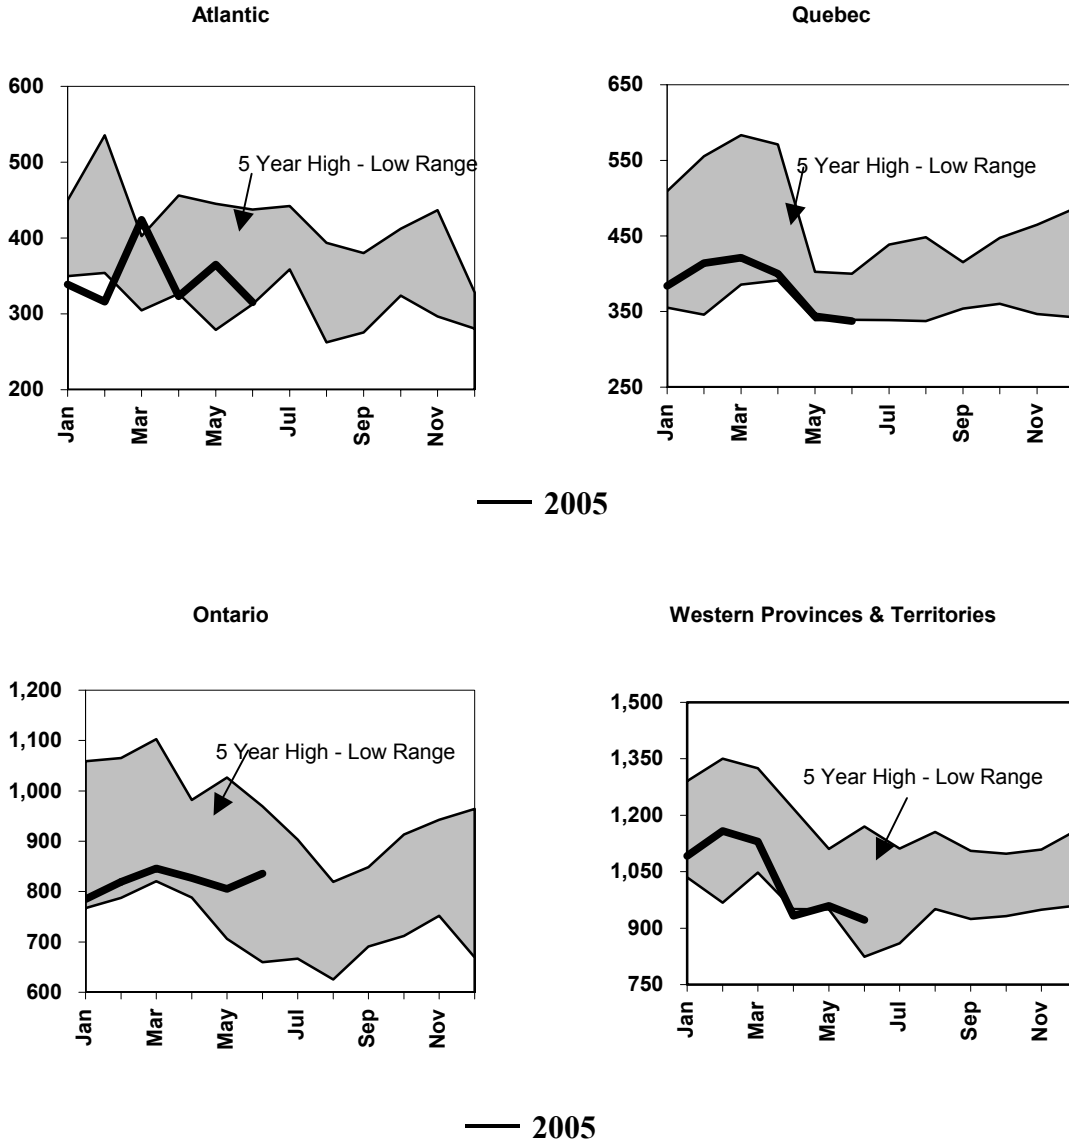 Atlantic
600
500
400
300
200
5 Year High - Low Range
Jan
Mar
May
Jul
Sep
Nov
Quebec
650
550
450
350
250
5 Year High - Low Range
Jan
Mar
May
Jul
Sep
Nov
2005
Ontario
1,200
1,100
1,000
900
800
700
600
5 Year High - Low Range
Jan
Mar
May
Jul
Sep
Nov
Western Provinces & Territories
1,500
1,350
1,200
1,050
900
750
5 Year High - Low Range
Jan
Mar
May
Jul
Sep
Nov
2005